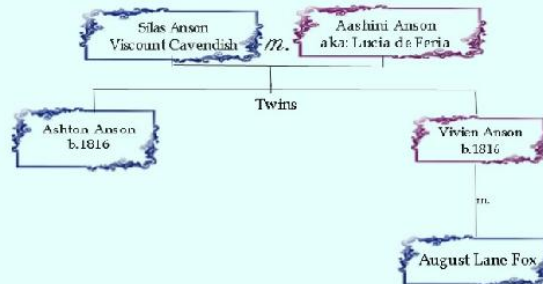 Silas Anson
Viscount Cavendish
m.
Aashini Anson
aka: Lucia de Feria
Twins
Ashton Anson
b.1816
Vivien Anson
b.1816
m.
August Lane Fox